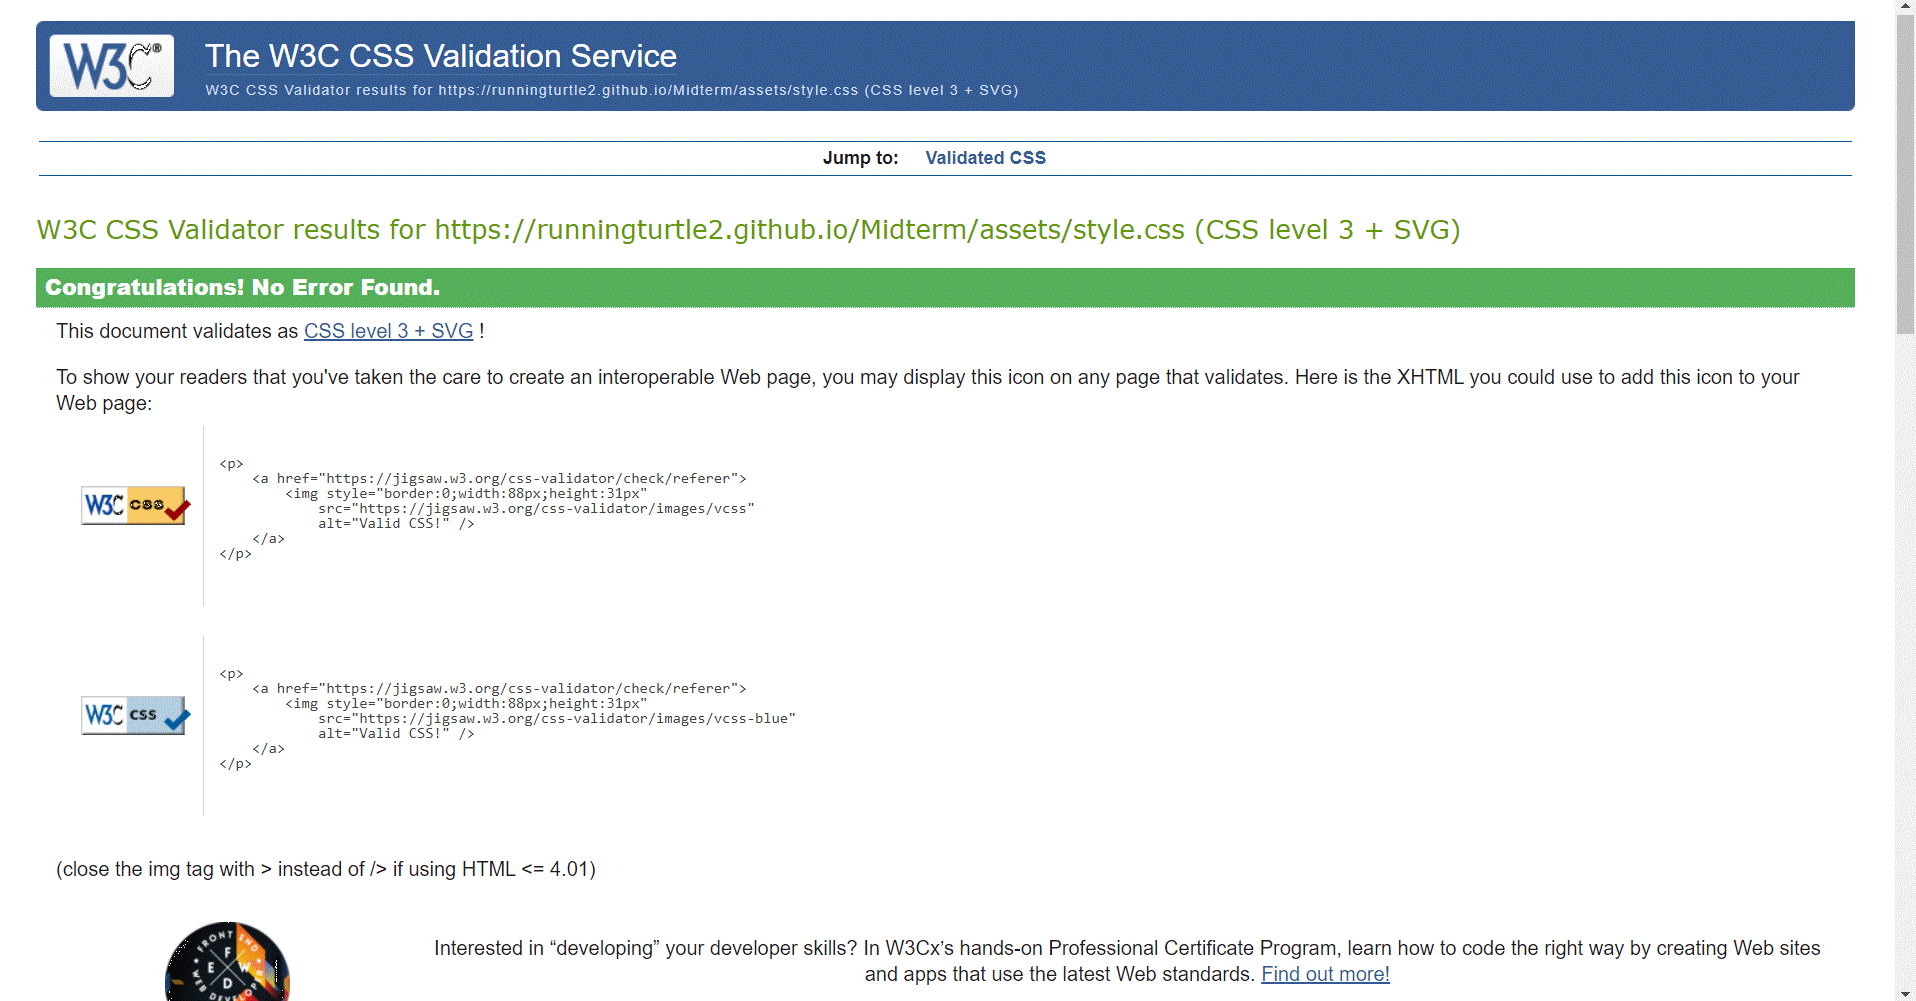 W3C®
The W3C CSS Validation Service
W3C CSS Validator results for https://runningturtle2.github.io/Midterm/assets/style.css (CSS level 3 + SVG)
Jump to: Validated CSS
W3C CSS Validator results for https://runningturtle2.github.io/Midterm/assets/style.css (CSS level 3 + SVG)
Congratulations! No Error Found.
This document validates as CSS level 3 + SVG !
To show your readers that you've taken the care to create an interoperable Web page, you may display this icon on any page that validates. Here is the XHTML you could use to add this icon to your
Web page:
W3C css
<p>
    <a href="https://jigsaw.w3.org/css-validator/check/referer">
        <img style="border:0;width:88px;height:31px"
            src="https://jigsaw.w3.org/css-validator/images/vcss"
            alt="Valid CSS!" />
    </a>
</p>
W3C css
<p>
    <a href="https://jigsaw.w3.org/css-validator/check/referer">
        <img style="border:0;width:88px;height:31px"
            src="https://jigsaw.w3.org/css-validator/images/vcss-blue"
            alt="Valid CSS!" />
    </a>
</p>
(close the img tag with > instead of /> if using HTML <= 4.01)
FRONT END
F
E W
D
WEB DEVELOPER
Interested in “developing” your developer skills? In W3Cx’s hands-on Professional Certificate Program, learn how to code the right way by creating Web sites
and apps that use the latest Web standards. Find out more!